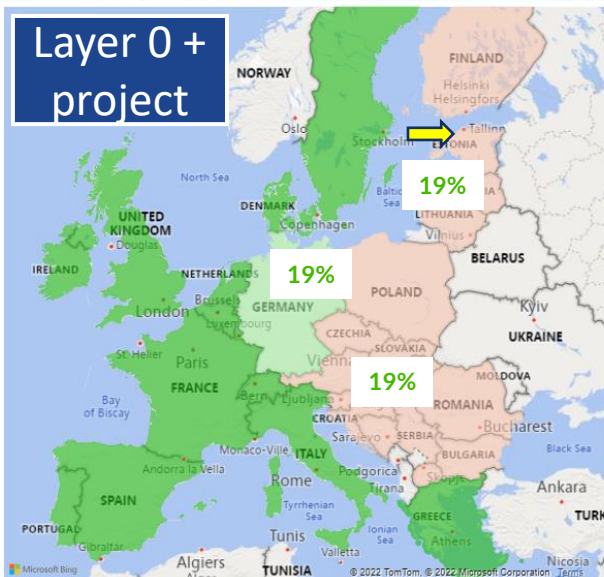 Layer 0 +
project
NORWAY
FINLAND
Helsinki
Helsingfors
Oslo
Stockholm
Tallinn
ESTONIA
North Sea
19%
Baltic
Sea
LITHUANIA
Vilnius
DENMARK
Copenhagen
UNITED
KINGDOM
Douglas
IRELAND
BELARUS
NETHERLANDS
19%
GERMANY
POLAND
London
Brussels
Luxembourg
Kyiv
UKRAINE
CZECHIA
SLOVAKIA
St Helier
Paris
Vienna
19%
MOLDOVA
FRANCE
Bern
Ljubljana
CROATIA
ROMANIA
Bay
of Biscay
Sarajevo
SERBIA
Bucharest
Monaco-Ville
ITALY
BULGARIA
Black Sea
Andorra la Vella
Podgorica
Skopje
Rome
Tirana
SPAIN
Tyrrhenian
Sea
Ankara
GREECE
TURK
PORTUGAL
Ionian
Sea
Athens
Gibraltar
Tunis
Valletta
Algiers
TUNISIA
Nicosia
Microsoft Bing
© 2022 TomTom, © 2022 Microsoft Corporation Terms